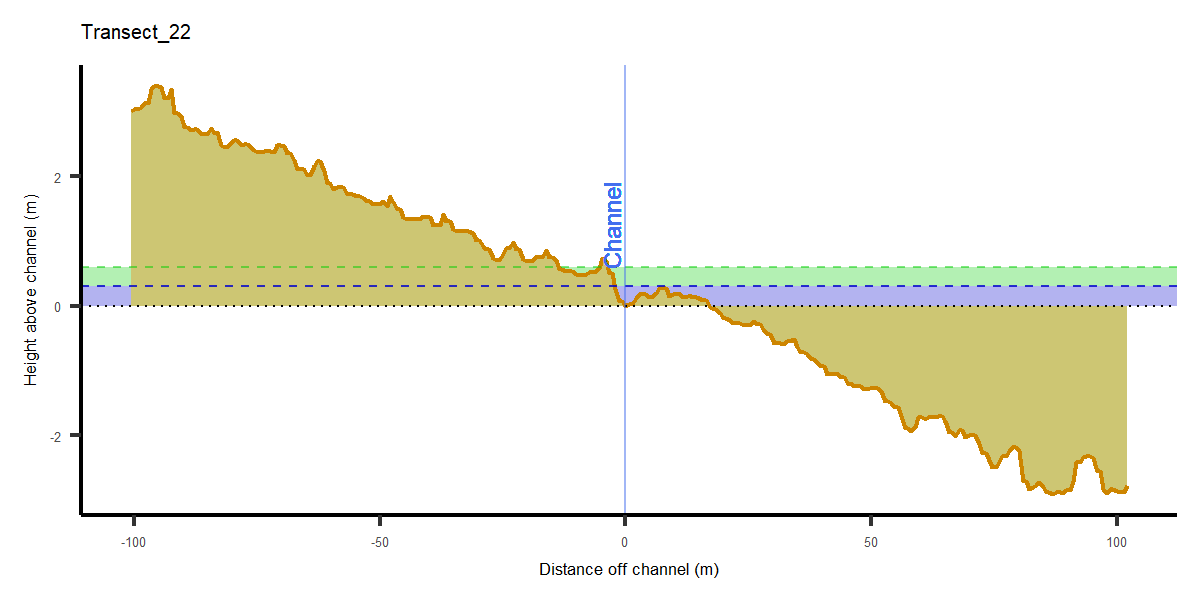 Transect_22
Height above channel (m)
2
0
-2
Channel
-100
-50
0
50
100
Distance off channel (m)